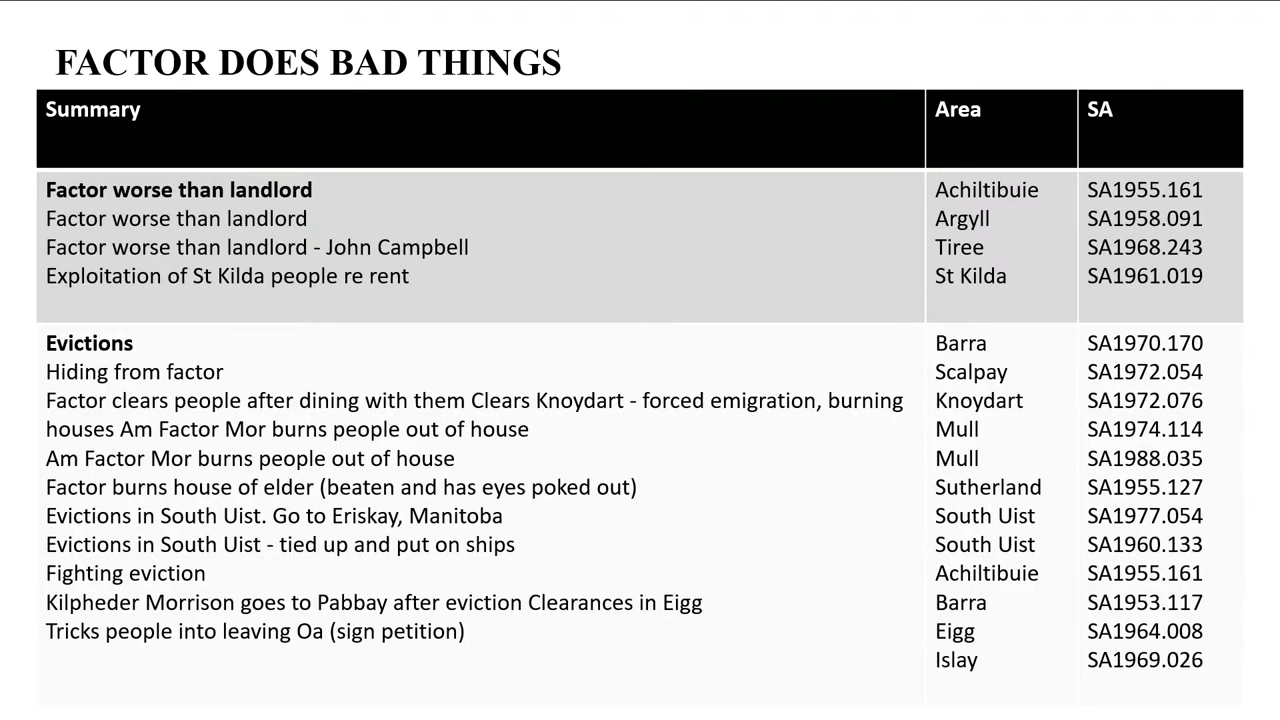 FACTOR DOES BAD THINGS
Summary Area SA
Factor worse than landlord Achiltibuie SA1955.161
Factor worse than landlord Argyll SA1958.091
Factor worse than landlord - John Campbell Tiree SA1968.243
Exploitation of St Kilda people re rent St Kilda SA1961.019
Evictions Barra SA1970.170
Hiding from factor Scalpay SA1972.054
Factor clears people after dining with them Clears Knoydart - forced emigration, burning Knoydart SA1972.076
houses Am Factor Mor burns people out of house Mull SA1974.114
Am Factor Mor burns people out of house Mull SA1988.035
Factor burns house of elder (beaten and has eyes poked out) Sutherland SA1955.127
Evictions in South Uist. Go to Eriskay, Manitoba South Uist SA1977.054
Evictions in South Uist - tied up and put on ships South Uist SA1960.133
Fighting eviction Achiltibuie SA1955.161
Kilpheder Morrison goes to Pabbay after eviction Clearances in Eigg Barra SA1953.117
Tricks people into leaving Oa (sign petition) Eigg SA1964.008
Islay SA1969.026